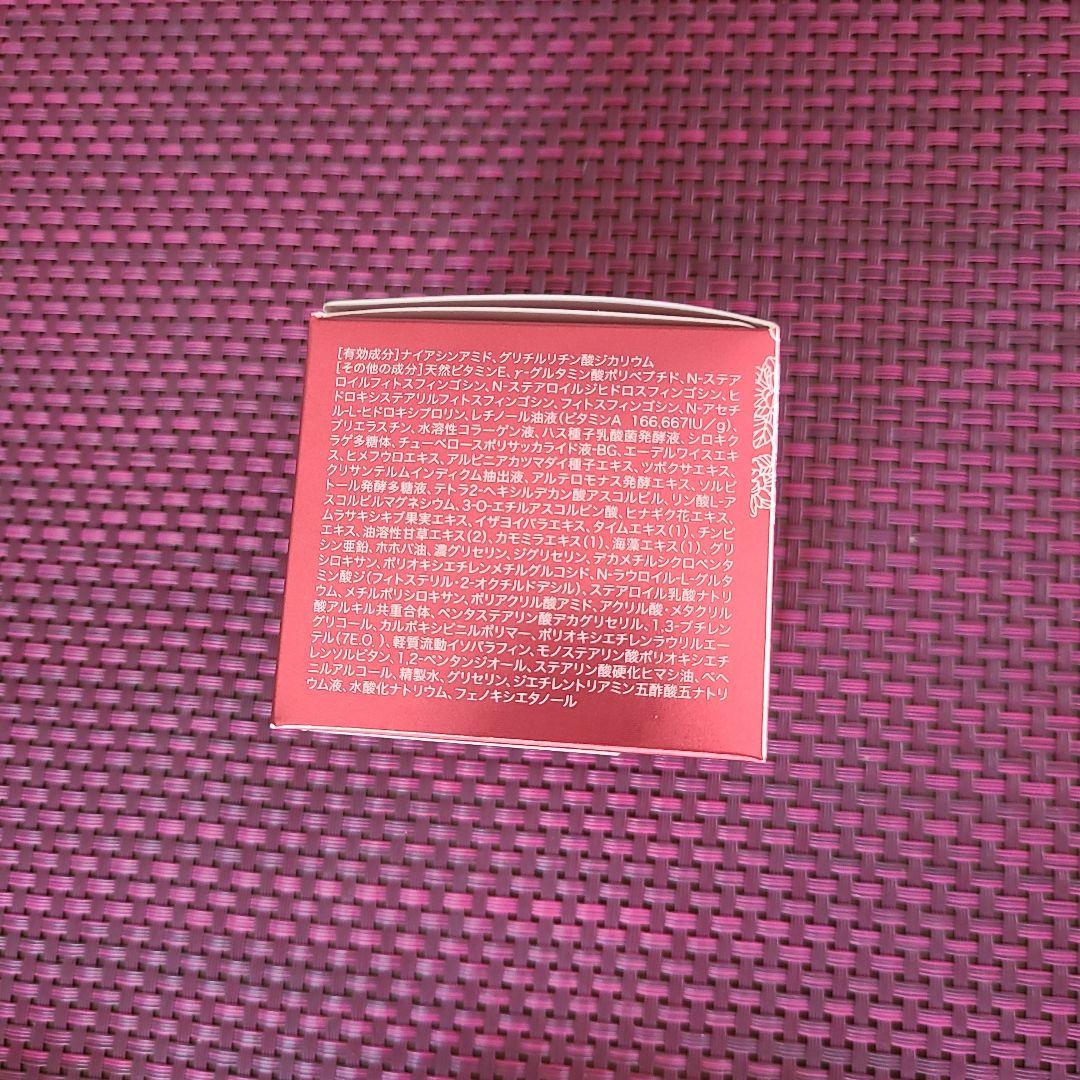 [有効成分]ナイアシンアミド、グリチルリチン酸ジカリウム
[その他の成分]天然ビタミンE、γ-グルタミン酸ポリペプチド、N-ステア
ロイルフィトスフィンゴシン、N-ステアロイルジヒドロスフィンゴシン、ヒ
ドロキシステアリルフィトスフィンゴシン、フィトスフィンゴシン、N-アセチ
ル-L-ヒドロキシプロリン、レチノール油液(ビタミンA 166,667IU/g)、
プリエラスチン、水溶性コラーゲン液、ハス種子乳酸菌発酵液、シロキク
ラゲ多糖体、チューベロースポリサッカライド液-BG、エーデルワイスエキ
ス、ヒメフウロエキス、アルピニアカツマダイ種子エキス、ツボクサエキス、
クリサンテルムインディクム抽出液、アルテロモナス発酵エキス、ソルビ
トール発酵多糖液、テトラ2-ヘキシルデカン酸アスコルビル、リン酸L-ア
スコルビルマグネシウム、3-O-エチルアスコルビン酸、ヒナギク花エキス、
ムラサキシキブ果実エキス、イザヨイバラエキス、タイムエキス(1)、チンピ
エキス、油溶性甘草エキス(2)、カモミラエキス(1)、海藻エキス(1)、グリ
シン亜鉛、ホホバ油、濃グリセリン、ジグリセリン、デカメチルシクロペンタ
シロキサン、ポリオキシエチレンメチルグルコシド、N-ラウロイル-L-グルタ
ミン酸ジ(フィトステリル・2-オクチルドデシル)、ステアロイル乳酸ナトリ
ウム、メチルポリシロキサン、ポリアクリル酸アミド、アクリル酸・メタクリル
酸アルキル共重合体、ペンタステアリン酸デカグリセリル、1,3-ブチレン
グリコール、カルボキシビニルポリマー、ポリオキシエチレンラウリルエー
テル(7E.O.)、軽質流動イソパラフィン、モノステアリン酸ポリオキシエチ
レンソルビタン、1,2-ペンタンジオール、ステアリン酸硬化ヒマシ油、ベヘ
ニルアルコール、精製水、グリセリン、ジエチレントリアミン五酢酸五ナトリ
ウム液、水酸化ナトリウム、フェノキシエタノール